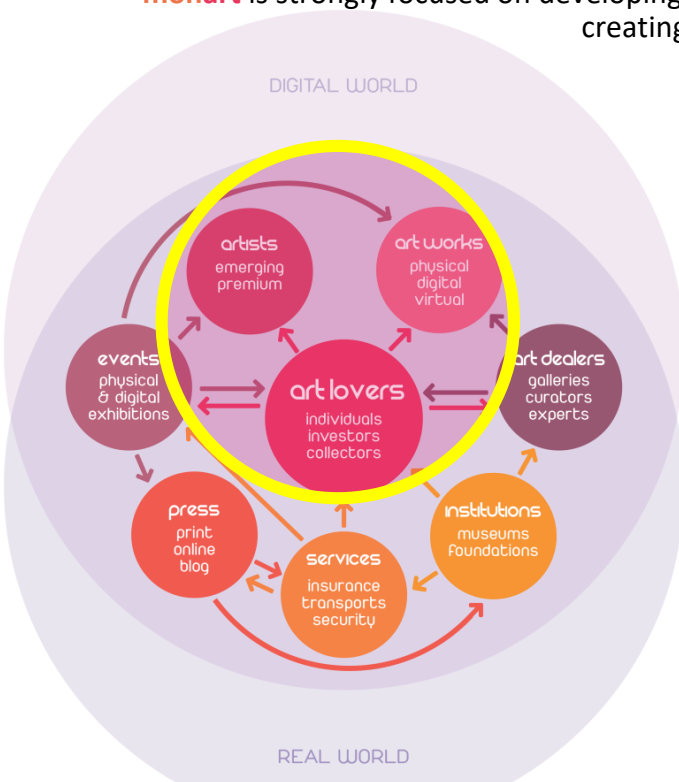 is strongly focused on developing
creating
DIGITAL WORLD
artists
emerging
premium
art works
physical
digital
virtual
events
physical
& digital
exhibitions
art lovers
individuals
investors
collectors
art dealers
galleries
curators
experts
press
print
online
blog
services
insurance
transports
security
institutions
museums
foundations
REAL WORLD